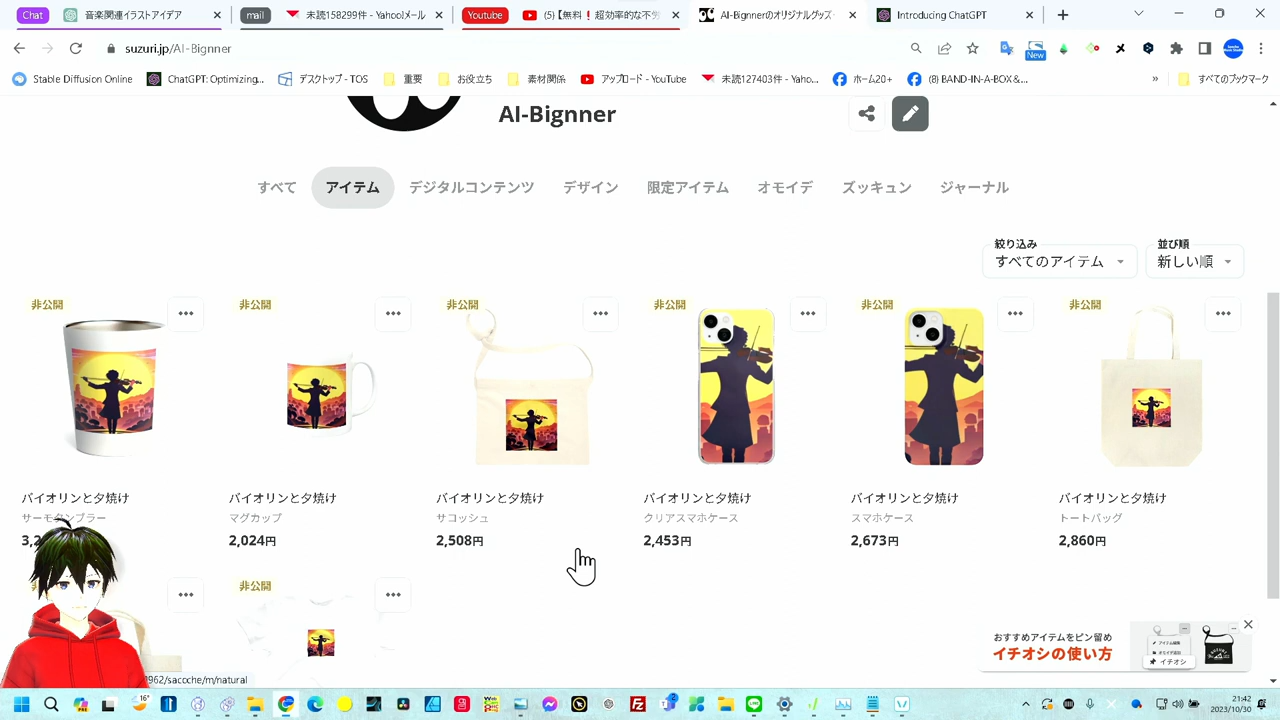 Chat
音楽関連イラストアイデア
mail
未読158299件 - Yahoo!メール
Youtube
(5)【無料！超効率的な不労
AI-Bignnerのオリジナルグッズ
Introducing ChatGPT
suzuri.jp/AI-Bignner
New
Stable Diffusion Online
ChatGPT: Optimizing...
デスクトップ - TOS
重要
お役立ち
素材関係
アップロード - YouTube
未読127403件 - Yaho...
ホーム20+
(8) BAND-IN-A-BOX &...
»
すべてのブックマーク
AI-Bignner
すべて
アイテム
デジタルコンテンツ
デザイン
限定アイテム
オモイデ
ズッキュン
ジャーナル
絞り込み
すべてのアイテム
並び順
新しい順
非公開
非公開
非公開
非公開
非公開
非公開
バイオリンと夕焼け
サーモタンブラー
3,2
バイオリンと夕焼け
マグカップ
2,024円
バイオリンと夕焼け
サコッシュ
2,508円
バイオリンと夕焼け
クリアスマホケース
2,453円
バイオリンと夕焼け
スマホケース
2,673円
バイオリンと夕焼け
トートバッグ
2,860円
非公開
おすすめアイテムをピン留め
イチオシの使い方
イチオシ
962/sacoche/m/natural
16°
21:42
2023/10/30